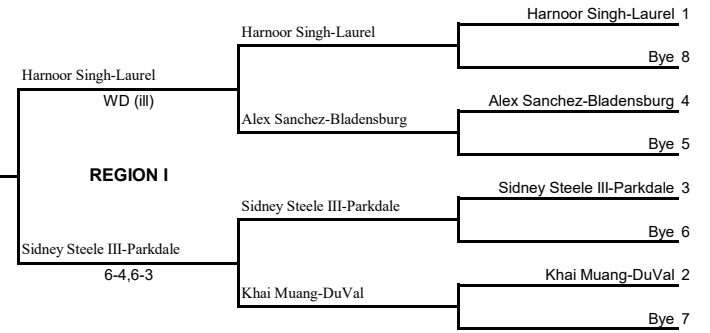 Harnoor Singh-Laurel 1
Harnoor Singh-Laurel
Bye 8
Harnoor Singh-Laurel
WD (ill)
Alex Sanchez-Bladensburg 4
Alex Sanchez-Bladensburg
Bye 5
REGION I
Sidney Steele III-Parkdale 3
Sidney Steele III-Parkdale
Bye 6
Sidney Steele III-Parkdale
6-4,6-3
Khai Muang-DuVal 2
Khai Muang-DuVal
Bye 7